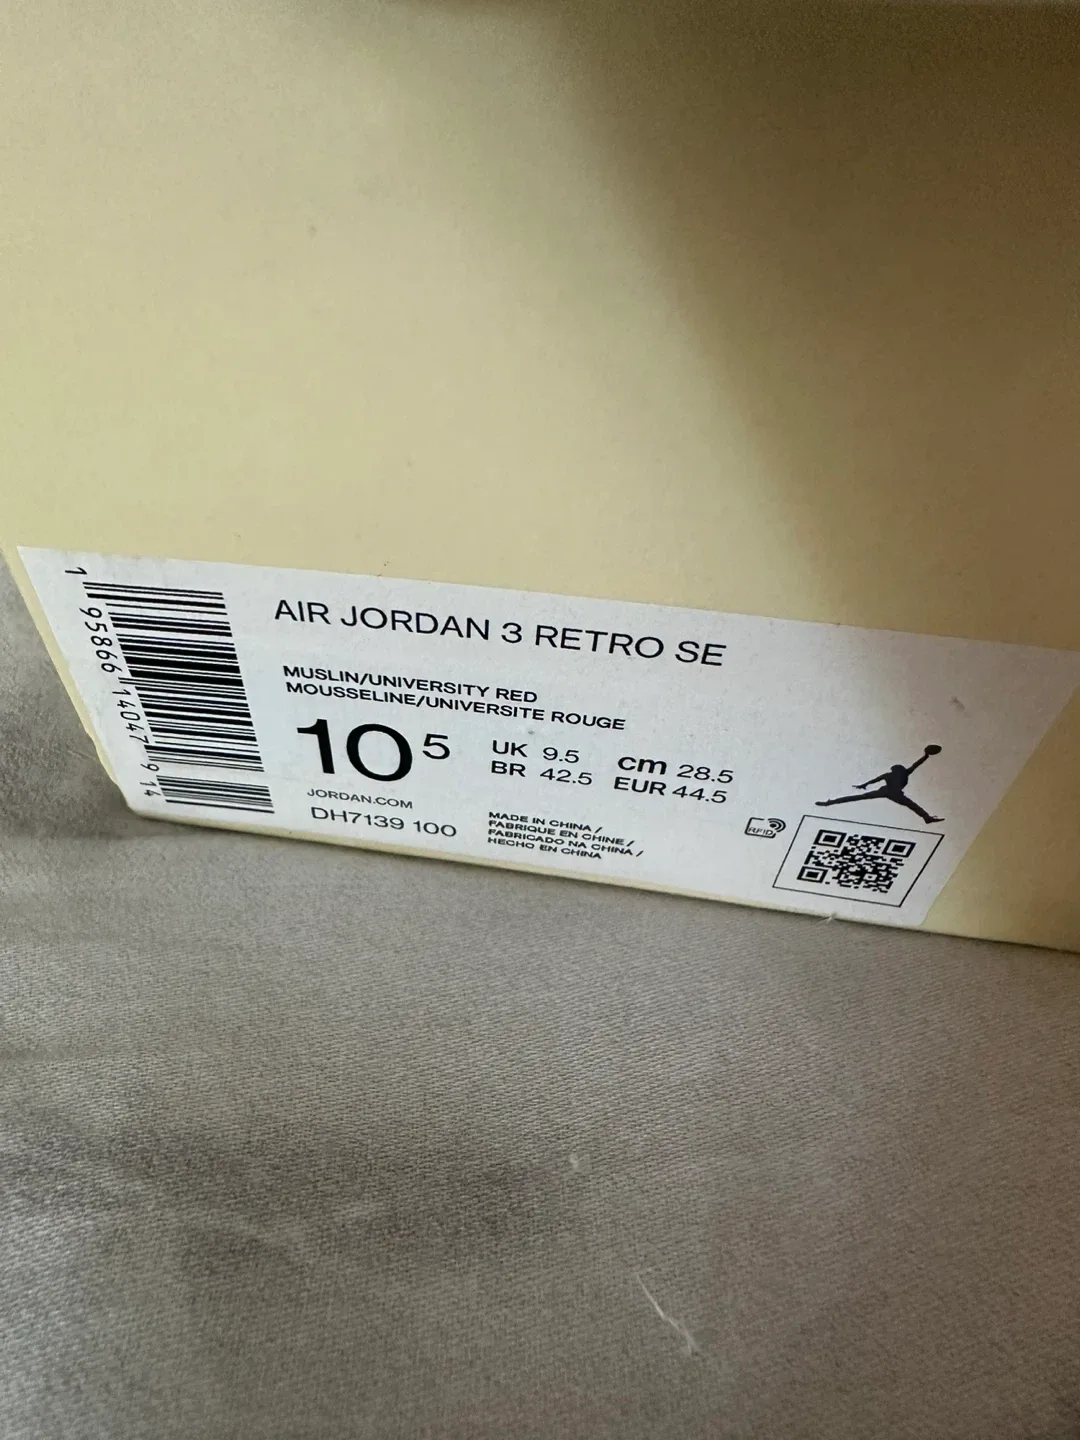 AIR JORDAN 3 RETRO SE
MUSLIN/UNIVERSITY RED
MOUSSELINE/UNIVERSITE ROUGE
10 5
UK 9.5 cm 28.5
BR 42.5 EUR 44.5
JORDAN.COM
DH7139 100
MADE IN CHINA /
FABRIQUE EN CHINE /
FABRICADO NA CHINA /
HECHO EN CHINA
RFID
1 95866 14047 9 14